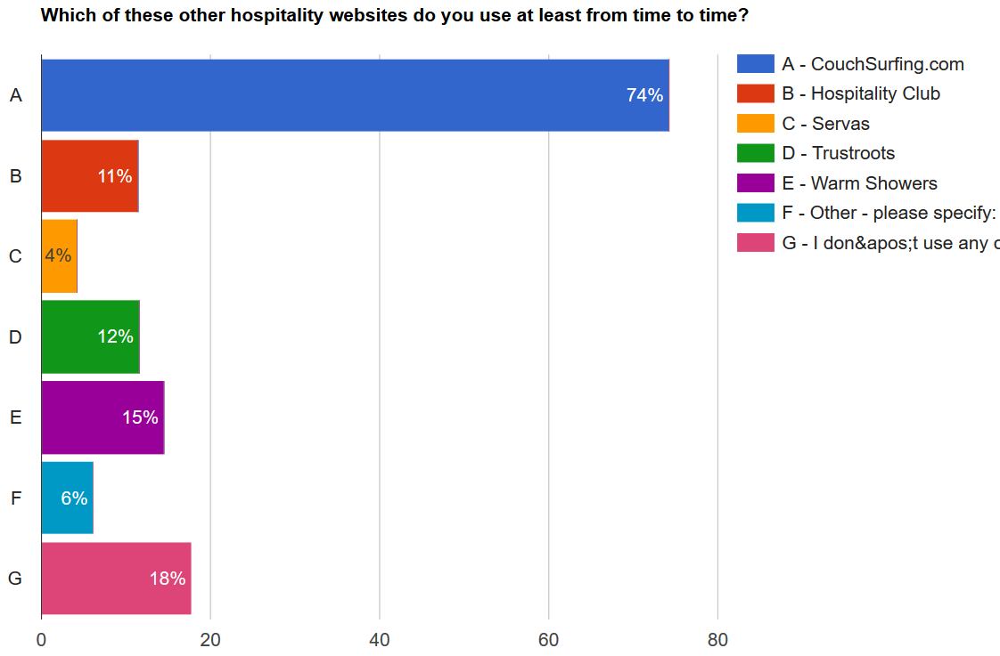 Which of these other hospitality websites do you use at least from time to time?
A
74%
B
11%
C
4%
D
12%
E
15%
F
6%
G
18%
0 20 40 60 80
A - CouchSurfing.com
B - Hospitality Club
C - Servas
D - Trustroots
E - Warm Showers
F - Other - please specify:
G - I don&apos;t use any